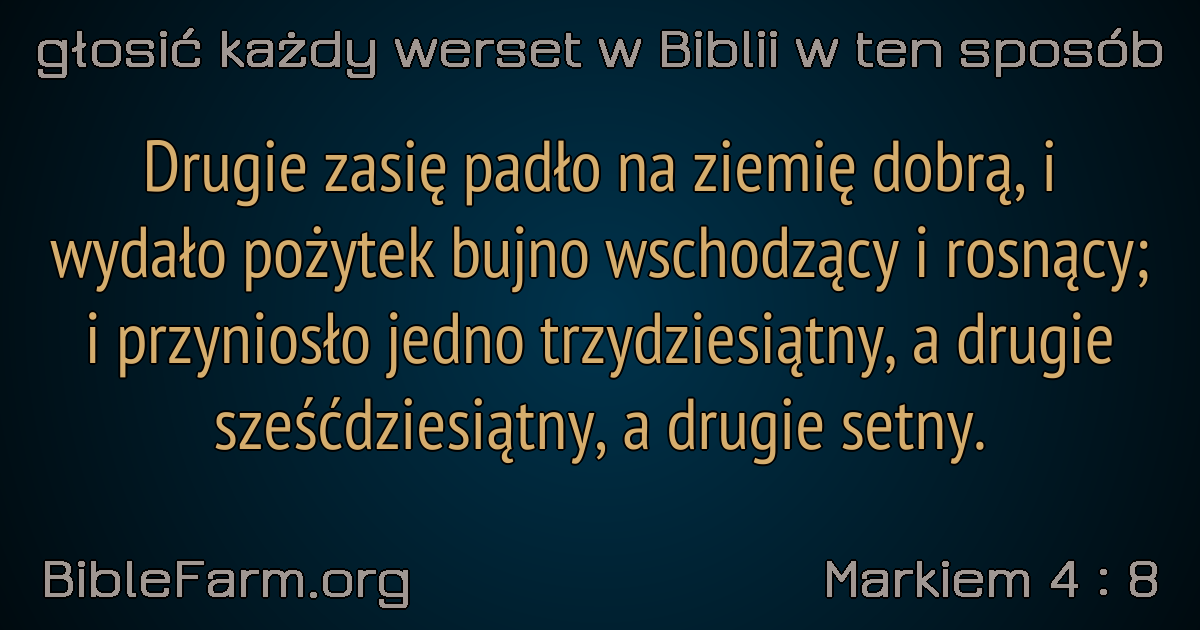 głosić każdy werset w Biblii w ten sposób
Drugie zasię padło na ziemię dobrą, i
wydało pożytek bujno wschodzący i rosnący;
i przyniosło jedno trzydziesiątny, a drugie
sześćdziesiątny, a drugie setny.
BibleFarm.org
Markiem 4 : 8